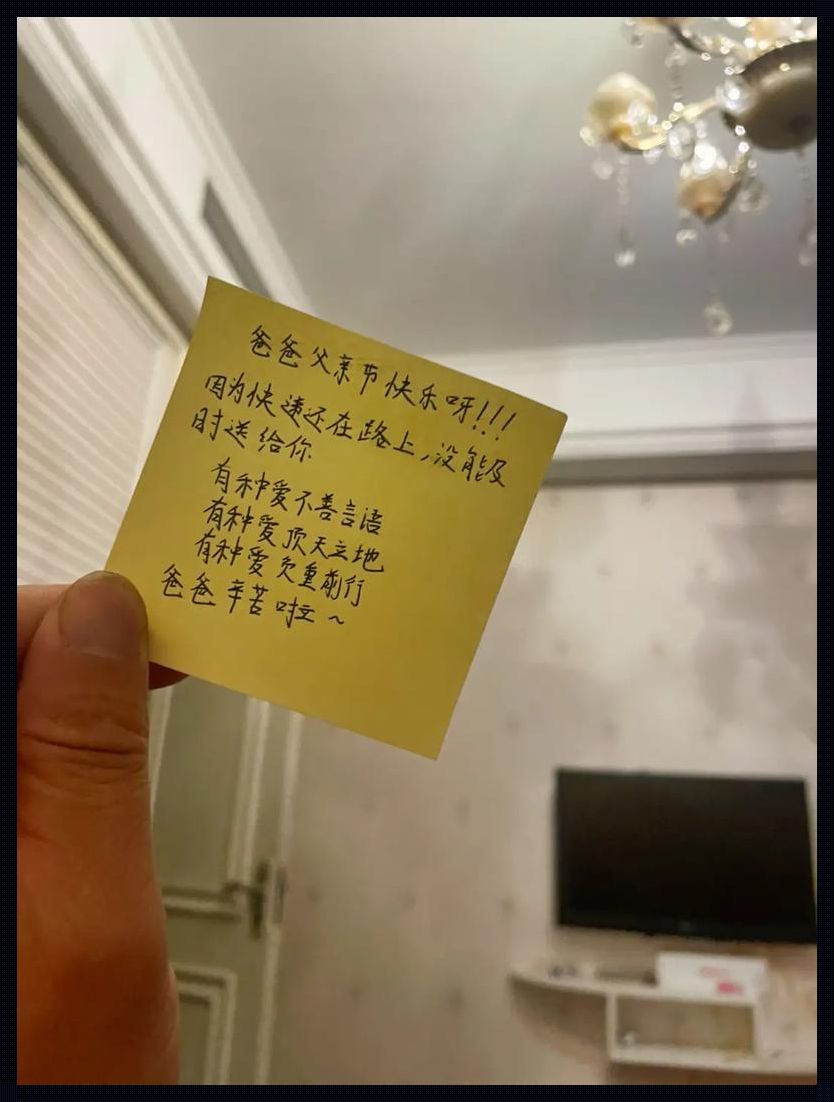 爸爸父亲节快乐呀!!!
因为快递还在路上,没能及
时送给你
有种爱不善言语
有种爱顶天立地
有种爱负重前行
爸爸辛苦啦~